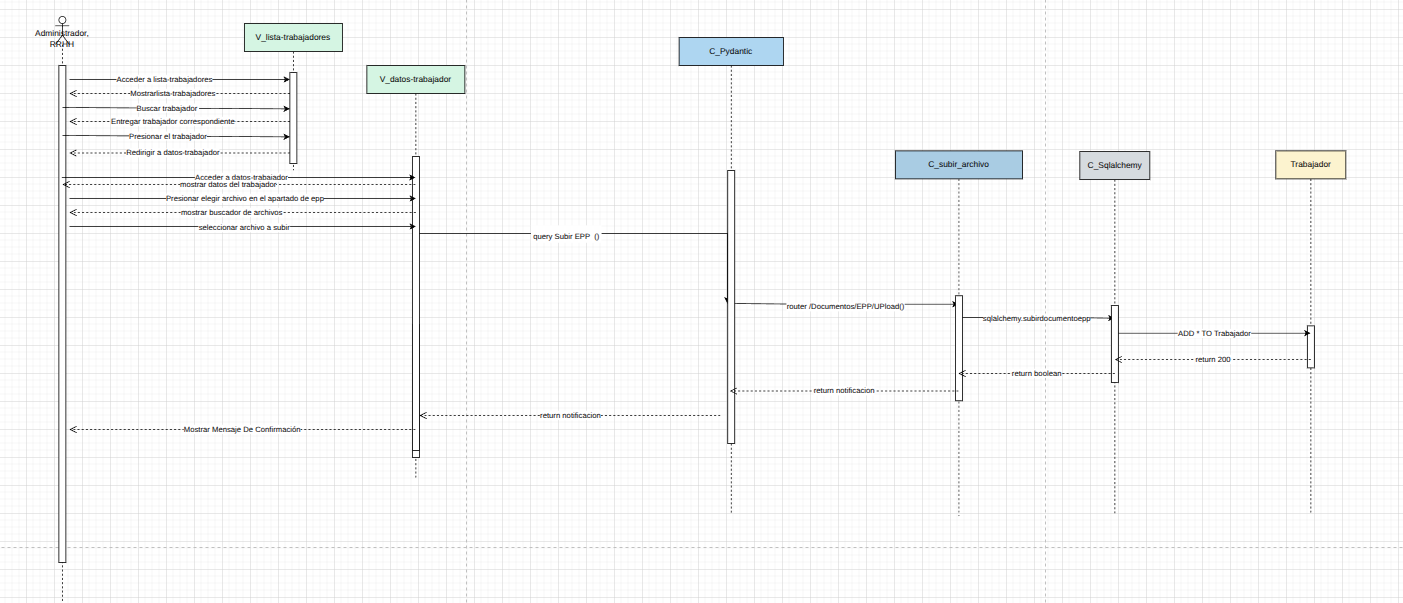 Administrador,
RRHH
V_lista-trabajadores
V_datos-trabajador
C_Pydantic
C_subir_archivo
C_Sqlalchemy
Trabajador
Acceder a lista-trabajadores
Mostrarlista-trabajadores
Buscar trabajador
Entregar trabajador correspondiente
Presionar el trabajador
Redirigir a datos-trabajador
Acceder a datos-trabajador
mostrar datos del trabajador
Presionar elegir archivo en el apartado de epp
mostrar buscador de archivos
seleccionar archivo a subir
query Subir EPP ()
router /Documentos/EPP/UPload()
sqlalchemy.subirdocumentoepp
ADD * TO Trabajador
return 200
return boolean
return notificacion
return notificacion
Mostrar Mensaje De Confirmación